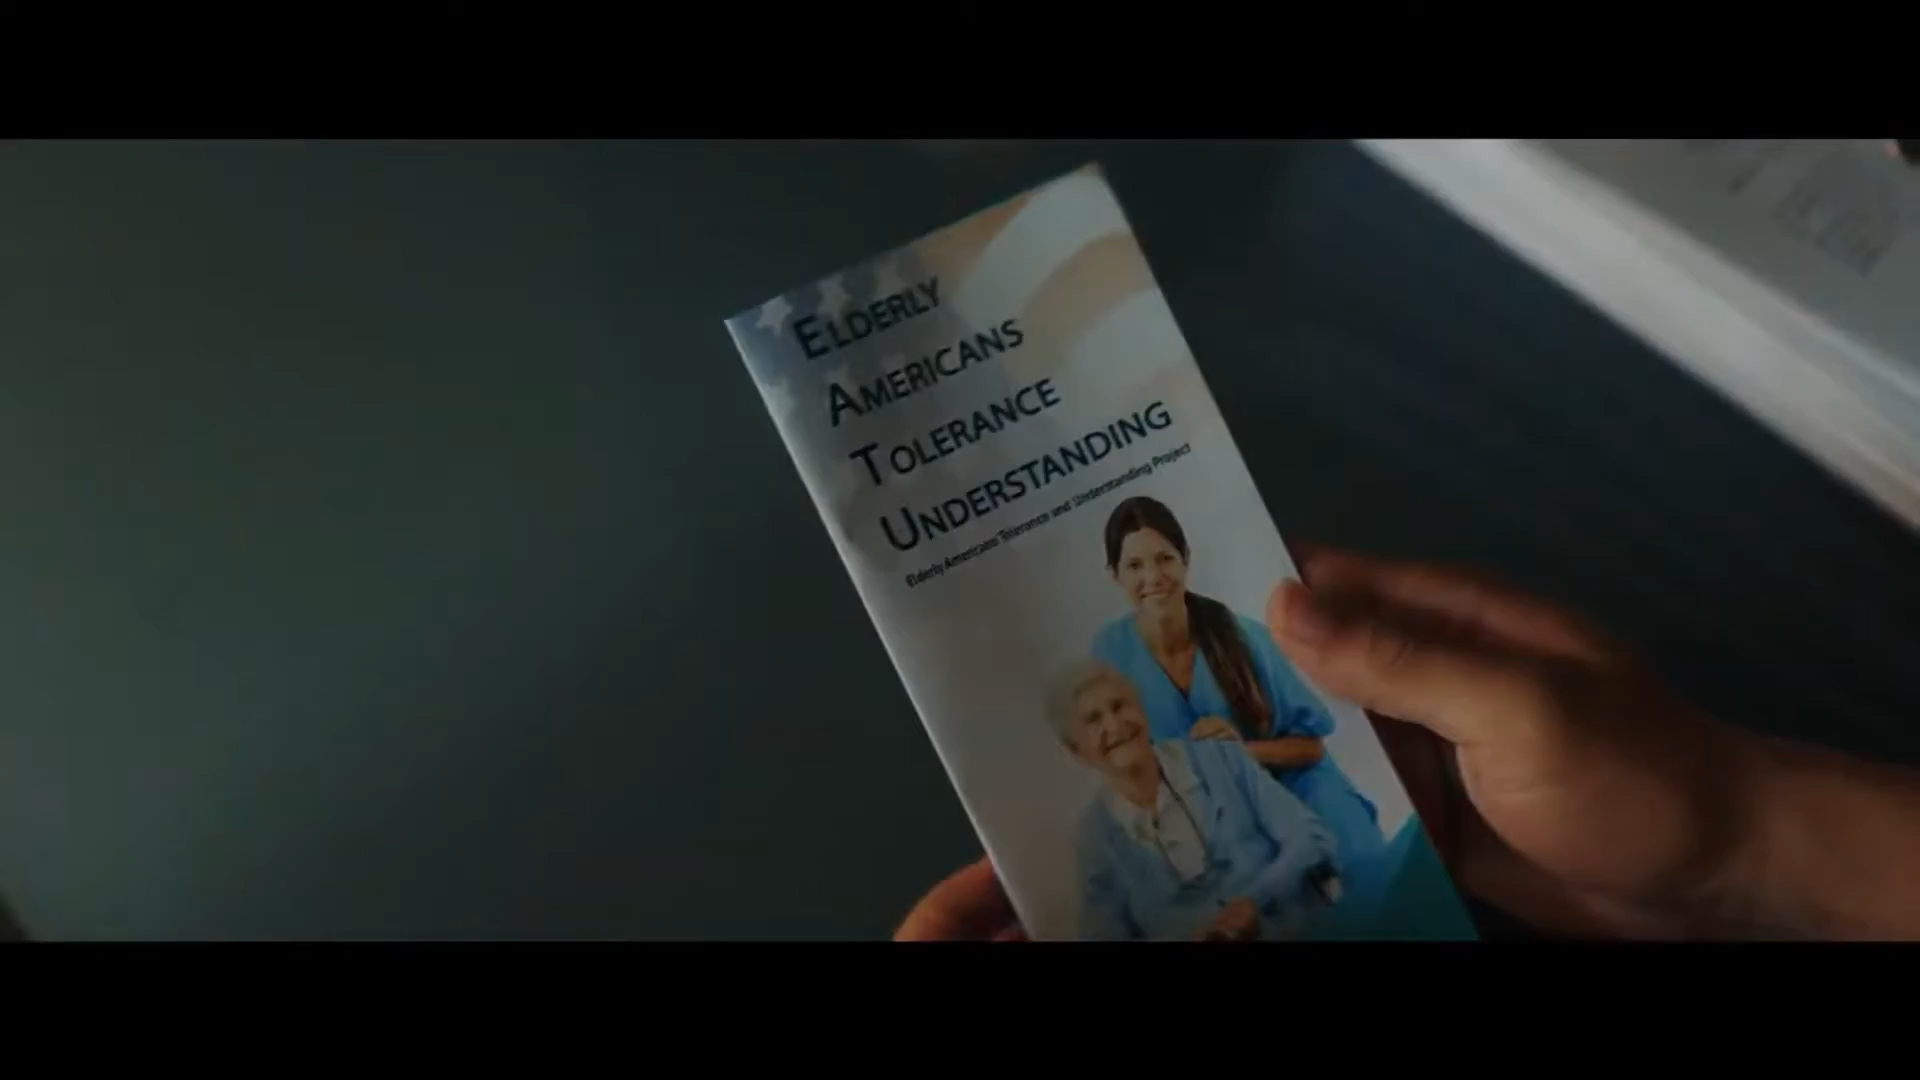 ELDERLY
AMERICANS
TOLERANCE
UNDERSTANDING
Elderly Americans Tolerance and Understanding Project